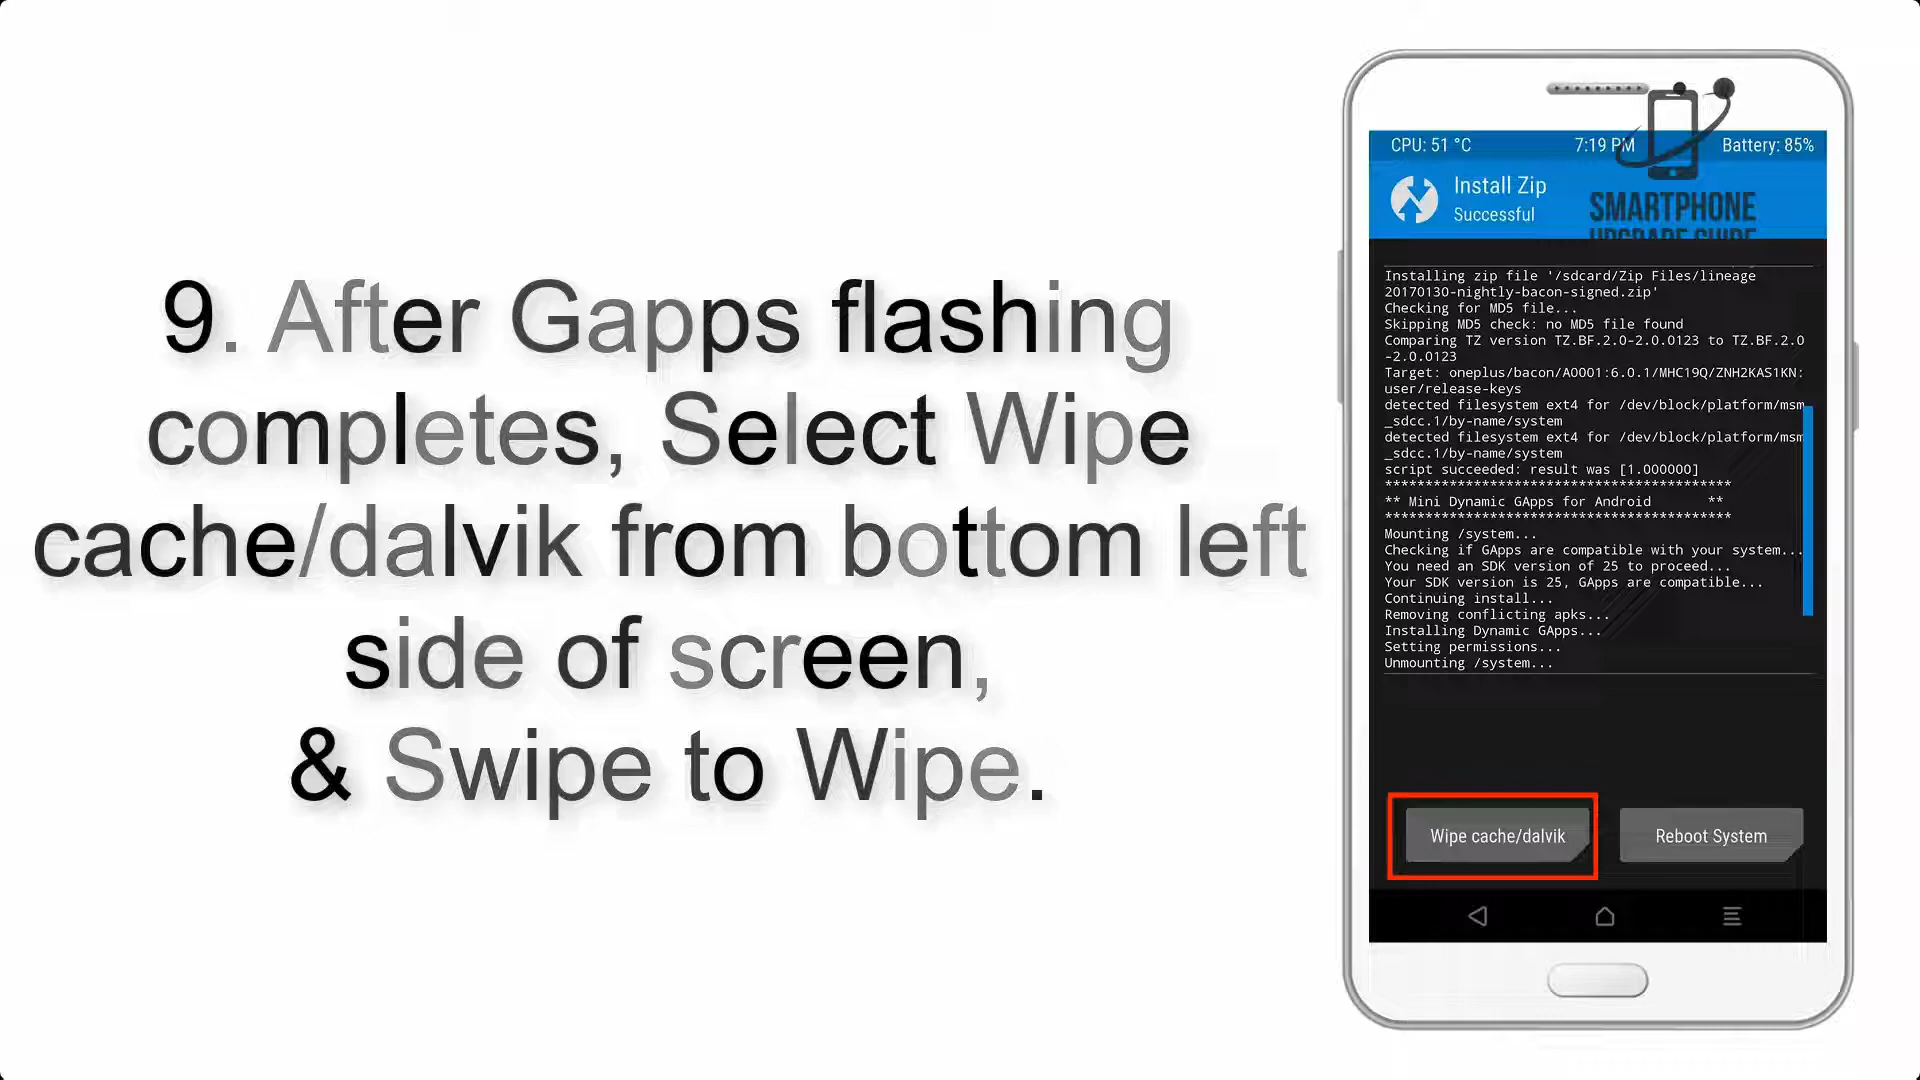 9. After Gapps flashing
completes, Select Wipe
cache/dalvik from bottom left
side of screen,
& Swipe to Wipe.
CPU: 51 °C 7:19 PM Battery: 85%
Install Zip
Successful
SMARTPHONE
UPGRADE GUIDE
Installing zip file '/sdcard/Zip Files/lineage
20170130-nightly-bacon-signed.zip'
Checking for MD5 file...
Skipping MD5 check: no MD5 file found
Comparing TZ version TZ.BF.2.0-2.0.0123 to TZ.BF.2.0
-2.0.0123
Target: oneplus/bacon/A0001:6.0.1/MHC19Q/ZNH2KAS1KN:
user/release-keys
detected filesystem ext4 for /dev/block/platform/msm
_sdcc.1/by-name/system
detected filesystem ext4 for /dev/block/platform/msm
_sdcc.1/by-name/system
script succeeded: result was [1.000000]
*******************************************
** Mini Dynamic GApps for Android **
*******************************************
Mounting /system...
Checking if GApps are compatible with your system...
You need an SDK version of 25 to proceed...
Your SDK version is 25, GApps are compatible...
Continuing install...
Removing conflicting apks...
Installing Dynamic GApps...
Setting permissions...
Unmounting /system...
Wipe cache/dalvik Reboot System